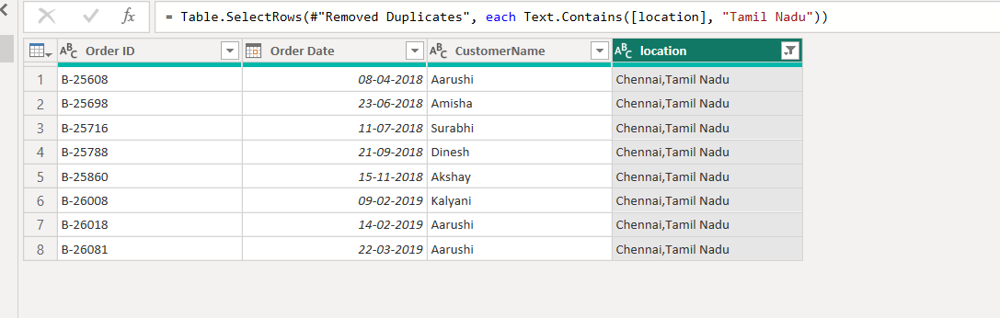 fx = Table.SelectRows(#"Removed Duplicates", each Text.Contains([location], "Tamil Nadu"))
ABC Order ID Order Date ABC CustomerName ABC location
1 B-25608 08-04-2018 Aarushi Chennai,Tamil Nadu
2 B-25698 23-06-2018 Amisha Chennai,Tamil Nadu
3 B-25716 11-07-2018 Surabhi Chennai,Tamil Nadu
4 B-25788 21-09-2018 Dinesh Chennai,Tamil Nadu
5 B-25860 15-11-2018 Akshay Chennai,Tamil Nadu
6 B-26008 09-02-2019 Kalyani Chennai,Tamil Nadu
7 B-26018 14-02-2019 Aarushi Chennai,Tamil Nadu
8 B-26081 22-03-2019 Aarushi Chennai,Tamil Nadu